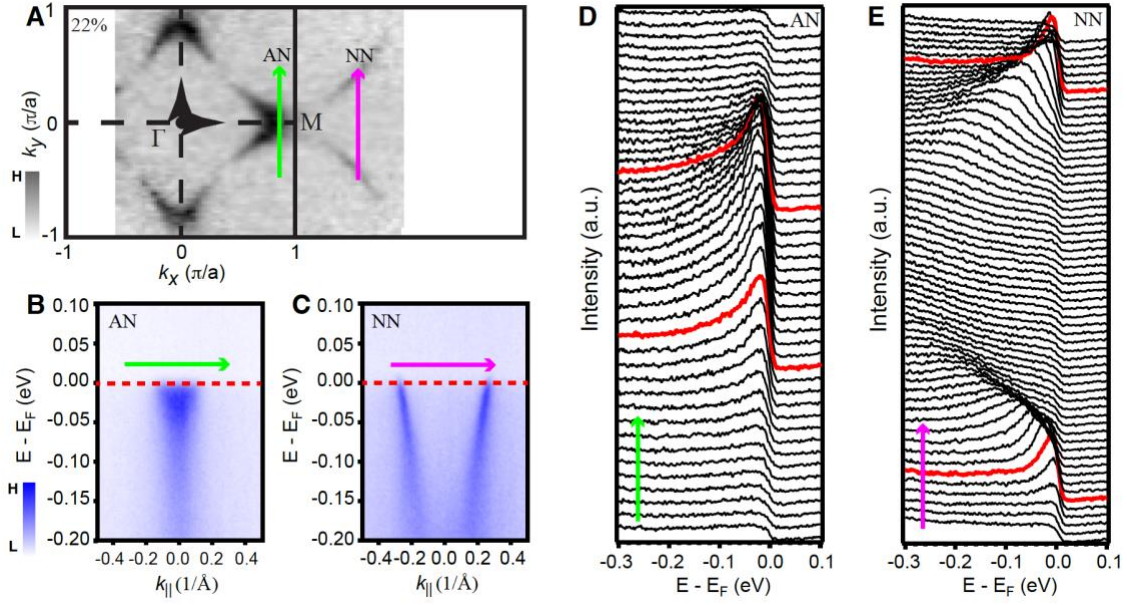 A
22%
1
0
-1
k_y (π/a)
H
L
Γ
AN
M
NN
-1
0
1
k_x (π/a)
B
AN
0.10
0.05
0.00
-0.05
-0.10
-0.15
-0.20
E - E_F (eV)
H
L
-0.4 -0.2 0.0 0.2 0.4
k_|| (1/Å)
C
NN
0.10
0.05
0.00
-0.05
-0.10
-0.15
-0.20
E - E_F (eV)
-0.4 -0.2 0.0 0.2 0.4
k_|| (1/Å)
D
AN
Intensity (a.u.)
-0.3 -0.2 -0.1 0.0 0.1
E - E_F (eV)
E
NN
Intensity (a.u.)
-0.3 -0.2 -0.1 0.0 0.1
E - E_F (eV)